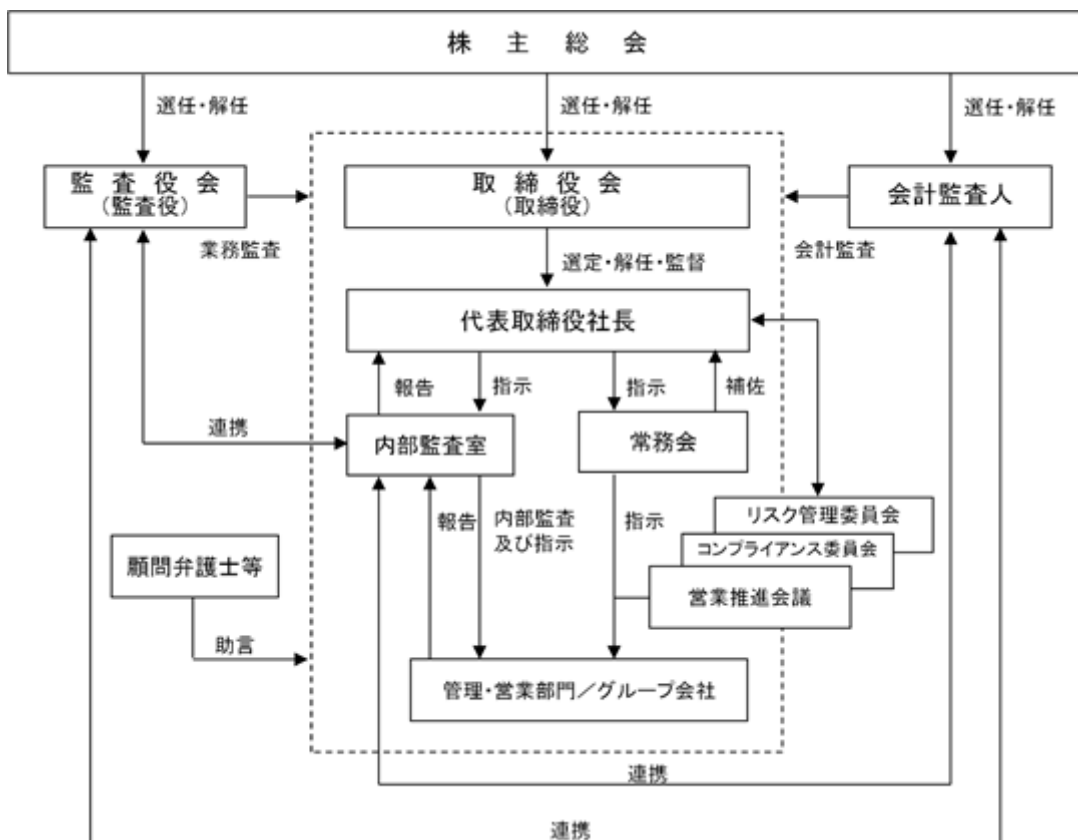 株主総会
選任・解任
選任・解任
選任・解任
監査役会
(監査役)
取締役会
(取締役)
会計監査人
業務監査
会計監査
選定・解任・監督
代表取締役社長
報告
指示
指示
補佐
連携
内部監査室
常務会
報告
内部監査
及び指示
指示
リスク管理委員会
コンプライアンス委員会
営業推進会議
顧問弁護士等
助言
管理・営業部門／グループ会社
連携
連携